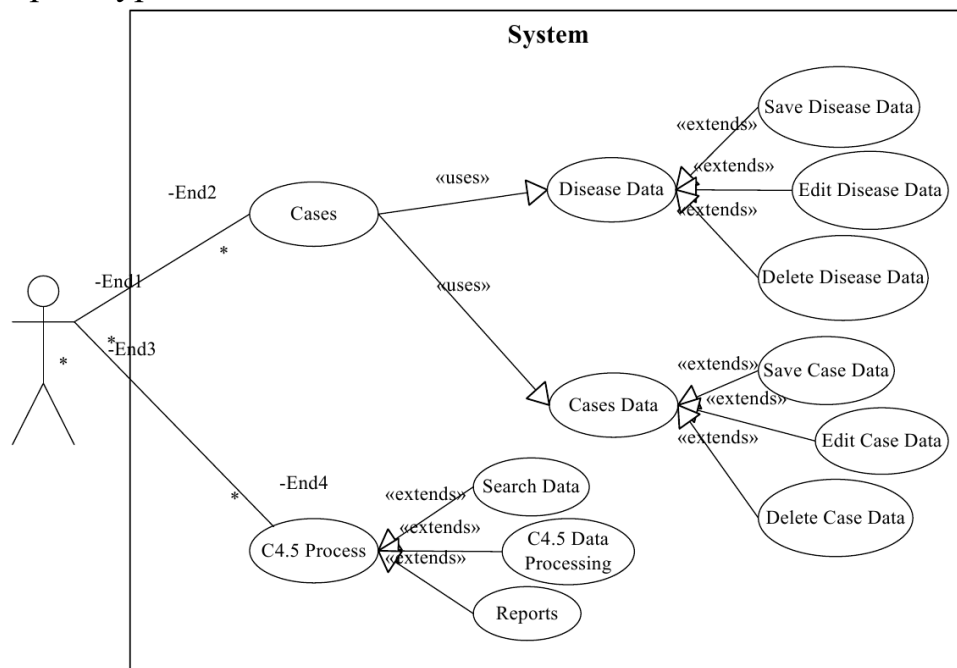 System
Save Disease Data
«extends»
«extends»
«uses»
Disease Data
Edit Disease Data
-End2
«extends»
Cases
*
Delete Disease Data
-End1
«uses»
*
-End3
*
«extends»
Save Case Data
Cases Data
«extends»
«extends»
Edit Case Data
-End4
Search Data
*
«extends»
Delete Case Data
«extends»
C4.5 Data
Processing
C4.5 Process
«extends»
Reports